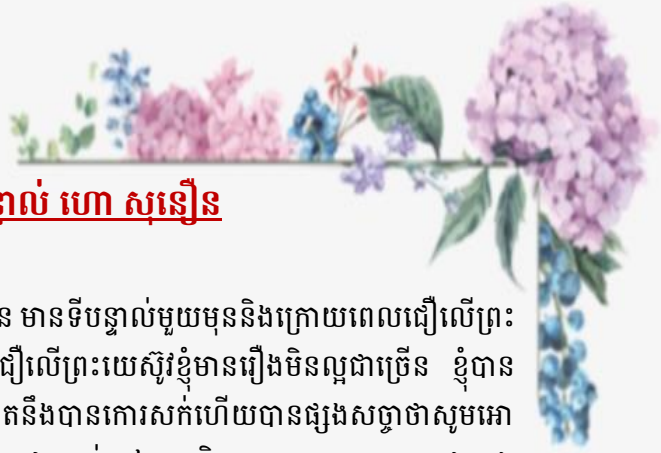 ហោ សុនឿន
មានទីបន្ទាល់មួយមុននិងក្រោយពេលជឿលើព្រះ
ជឿលើព្រះយេស៊ូវខ្ញុំមានរឿងមិនល្អជាច្រើន ខ្ញុំបាន
តនឹងបានកោរសក់ហើយបានផ្សងសច្ចាថាសូមអោ